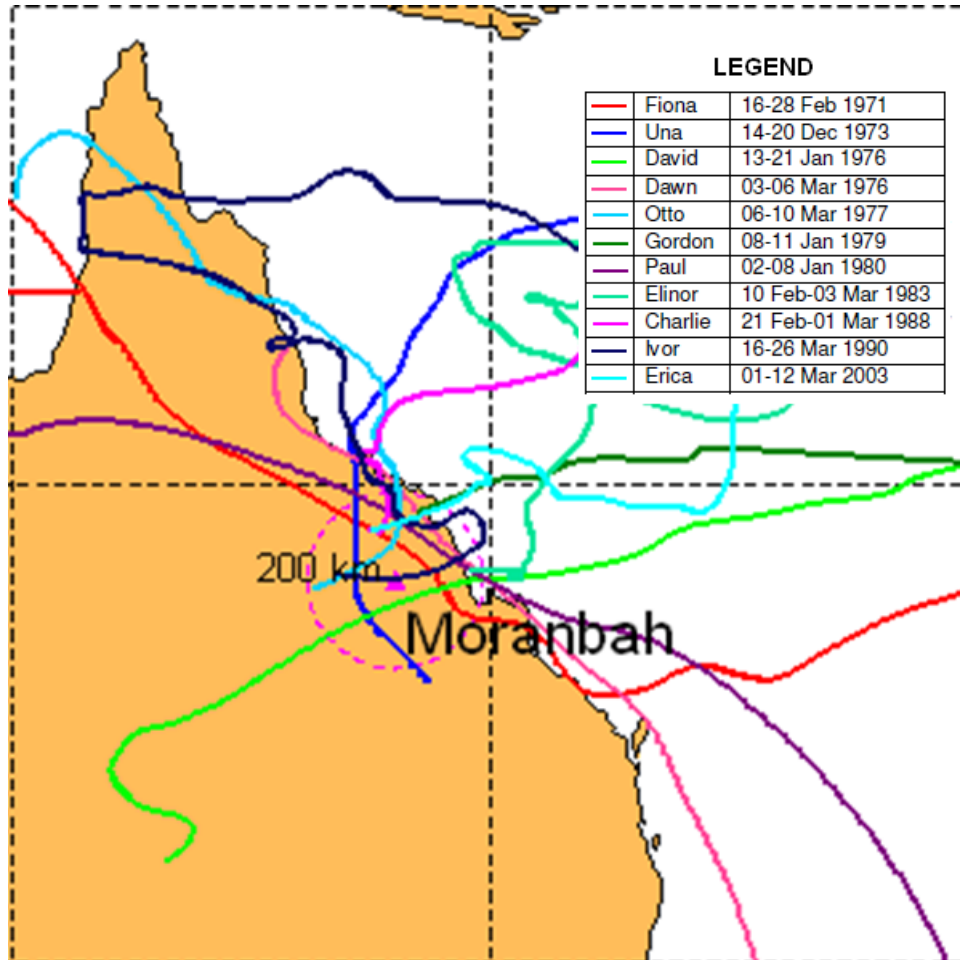 LEGEND
Fiona 16-28 Feb 1971
Una 14-20 Dec 1973
David 13-21 Jan 1976
Dawn 03-06 Mar 1976
Otto 06-10 Mar 1977
Gordon 08-11 Jan 1979
Paul 02-08 Jan 1980
Elinor 10 Feb-03 Mar 1983
Charlie 21 Feb-01 Mar 1988
Ivor 16-26 Mar 1990
Erica 01-12 Mar 2003
200 km
Moranbah